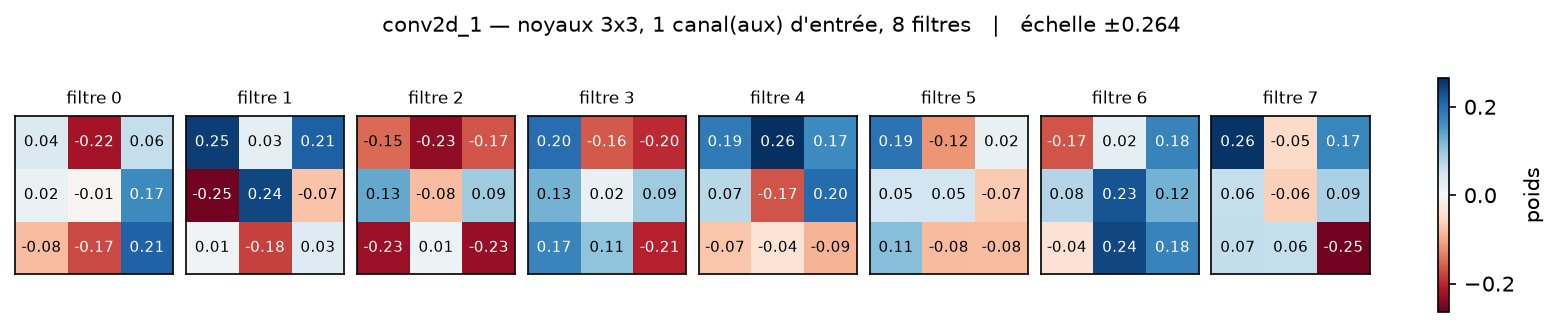 conv2d_1 — noyaux 3x3, 1 canal(aux) d'entrée, 8 filtres | échelle ±0.264
filtre 0 filtre 1 filtre 2 filtre 3 filtre 4 filtre 5 filtre 6 filtre 7
0.04 -0.22 0.06 0.25 0.03 0.21 -0.15 -0.23 -0.17 0.20 -0.16 -0.20 0.19 0.26 0.17 0.19 -0.12 0.02 -0.17 0.02 0.18 0.26 -0.05 0.17
0.02 -0.01 0.17 -0.25 0.24 -0.07 0.13 -0.08 0.09 0.13 0.02 0.09 0.07 -0.17 0.20 0.05 0.05 -0.07 0.08 0.23 0.12 0.06 -0.06 0.09
-0.08 -0.17 0.21 0.01 -0.18 0.03 -0.23 0.01 -0.23 0.17 0.11 -0.21 -0.07 -0.04 -0.09 0.11 -0.08 -0.08 -0.04 0.24 0.18 0.07 0.06 -0.25
0.2
0.0
−0.2
poids